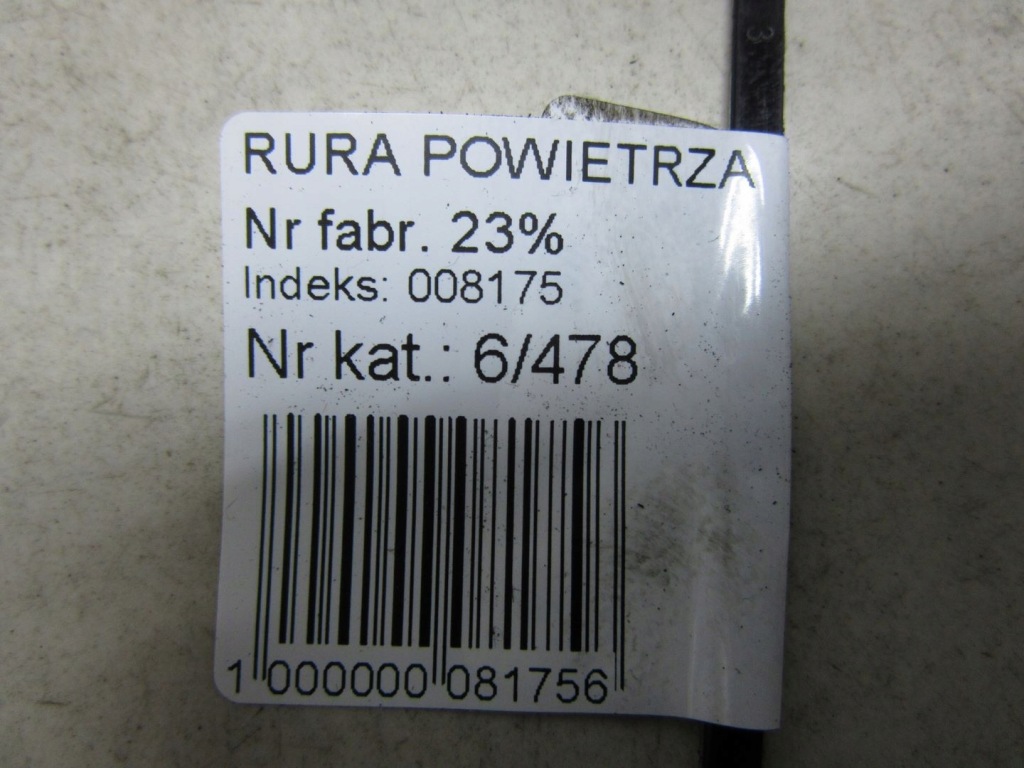 RURA POWIETRZA
Nr fabr. 23%
Indeks: 008175
Nr kat.: 6/478
1 000000 081756